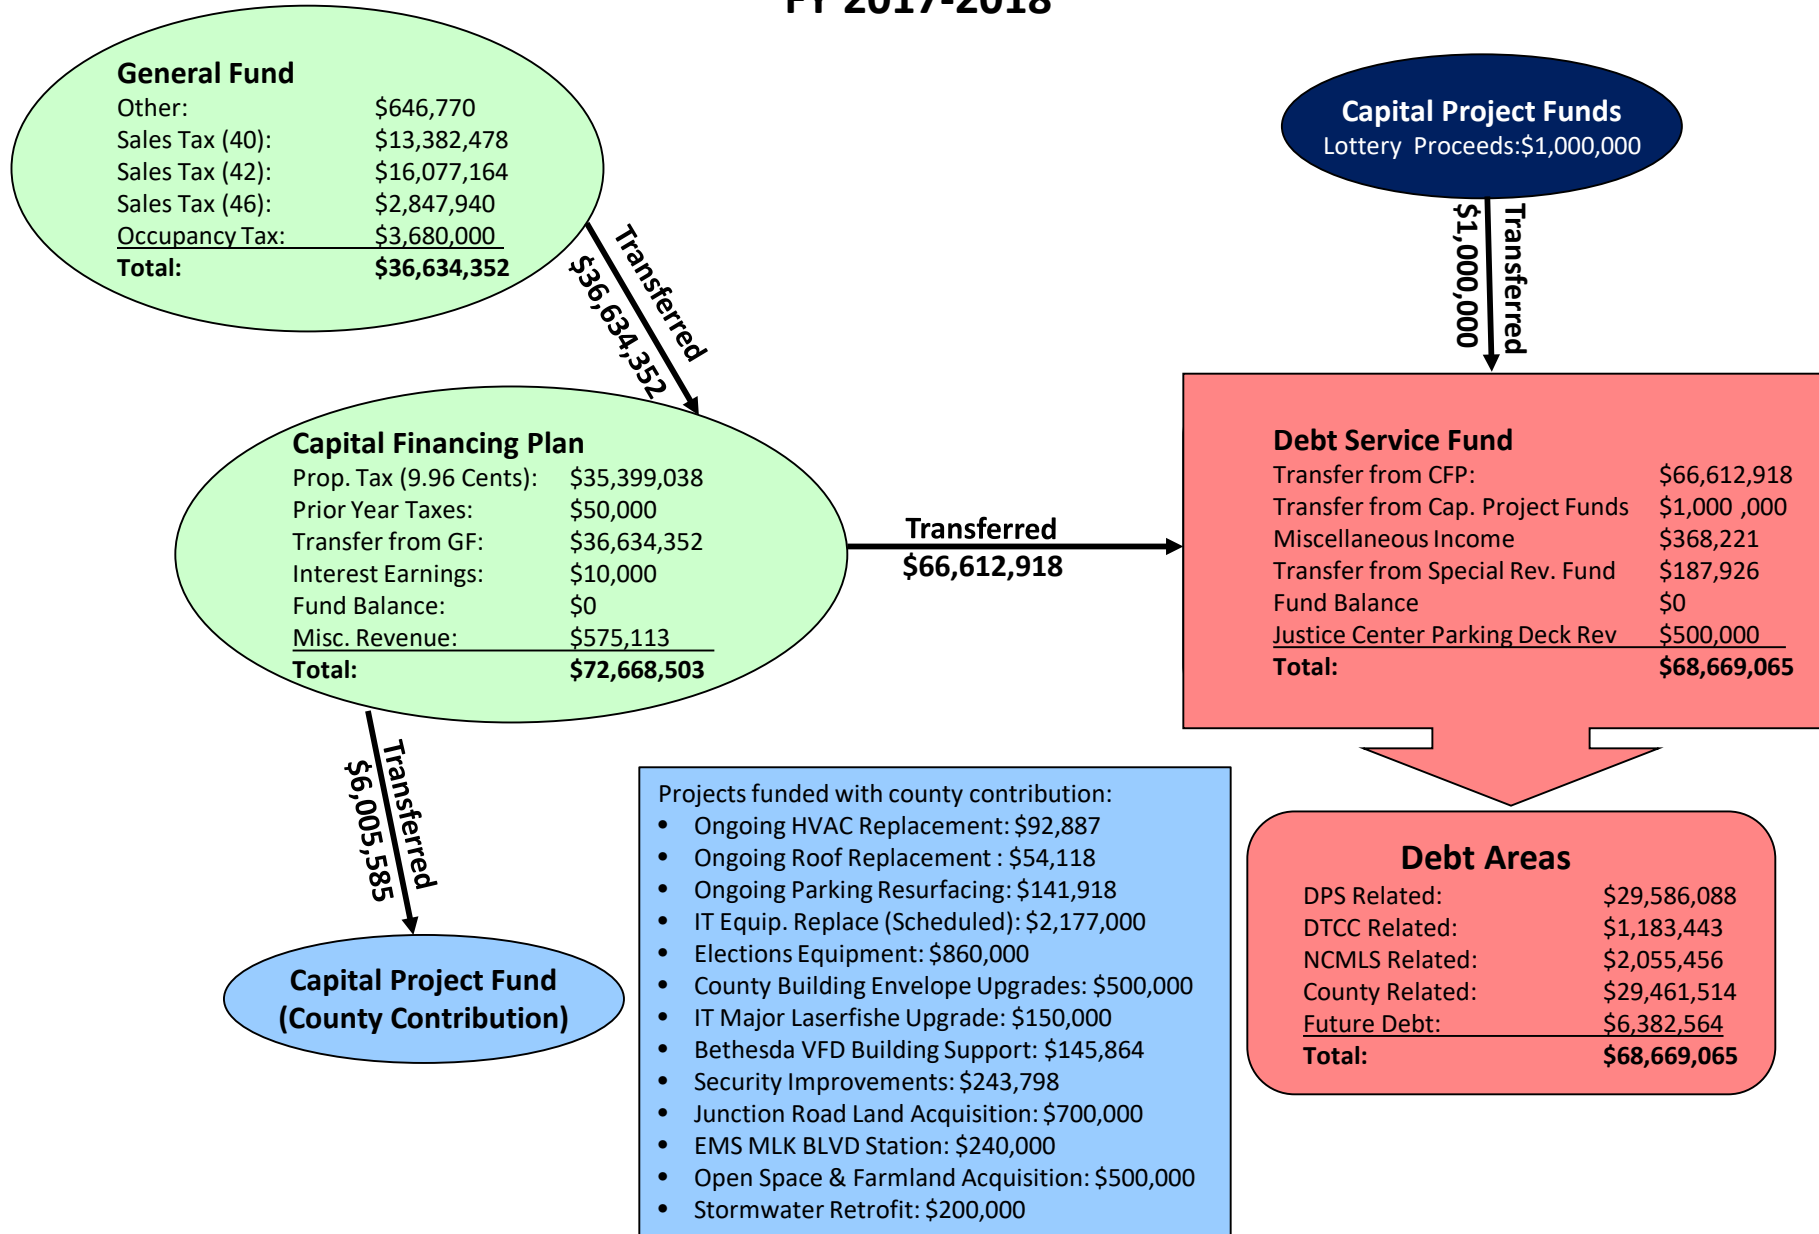 FY 2017-2018
General Fund
Other: $646,770
Sales Tax (40): $13,382,478
Sales Tax (42): $16,077,164
Sales Tax (46): $2,847,940
Occupancy Tax: $3,680,000
Total: $36,634,352
Transferred
$36,634,352
Capital Project Funds
Lottery Proceeds:$1,000,000
Transferred
$1,000,000
Capital Financing Plan
Prop. Tax (9.96 Cents): $35,399,038
Prior Year Taxes: $50,000
Transfer from GF: $36,634,352
Interest Earnings: $10,000
Fund Balance: $0
Misc. Revenue: $575,113
Total: $72,668,503
Transferred
$66,612,918
Debt Service Fund
Transfer from CFP: $66,612,918
Transfer from Cap. Project Funds $1,000 ,000
Miscellaneous Income $368,221
Transfer from Special Rev. Fund $187,926
Fund Balance $0
Justice Center Parking Deck Rev $500,000
Total: $68,669,065
Transferred
$6,005,585
Capital Project Fund
(County Contribution)
Projects funded with county contribution:
• Ongoing HVAC Replacement: $92,887
• Ongoing Roof Replacement : $54,118
• Ongoing Parking Resurfacing: $141,918
• IT Equip. Replace (Scheduled): $2,177,000
• Elections Equipment: $860,000
• County Building Envelope Upgrades: $500,000
• IT Major Laserfishe Upgrade: $150,000
• Bethesda VFD Building Support: $145,864
• Security Improvements: $243,798
• Junction Road Land Acquisition: $700,000
• EMS MLK BLVD Station: $240,000
• Open Space & Farmland Acquisition: $500,000
• Stormwater Retrofit: $200,000
Debt Areas
DPS Related: $29,586,088
DTCC Related: $1,183,443
NCMLS Related: $2,055,456
County Related: $29,461,514
Future Debt: $6,382,564
Total: $68,669,065